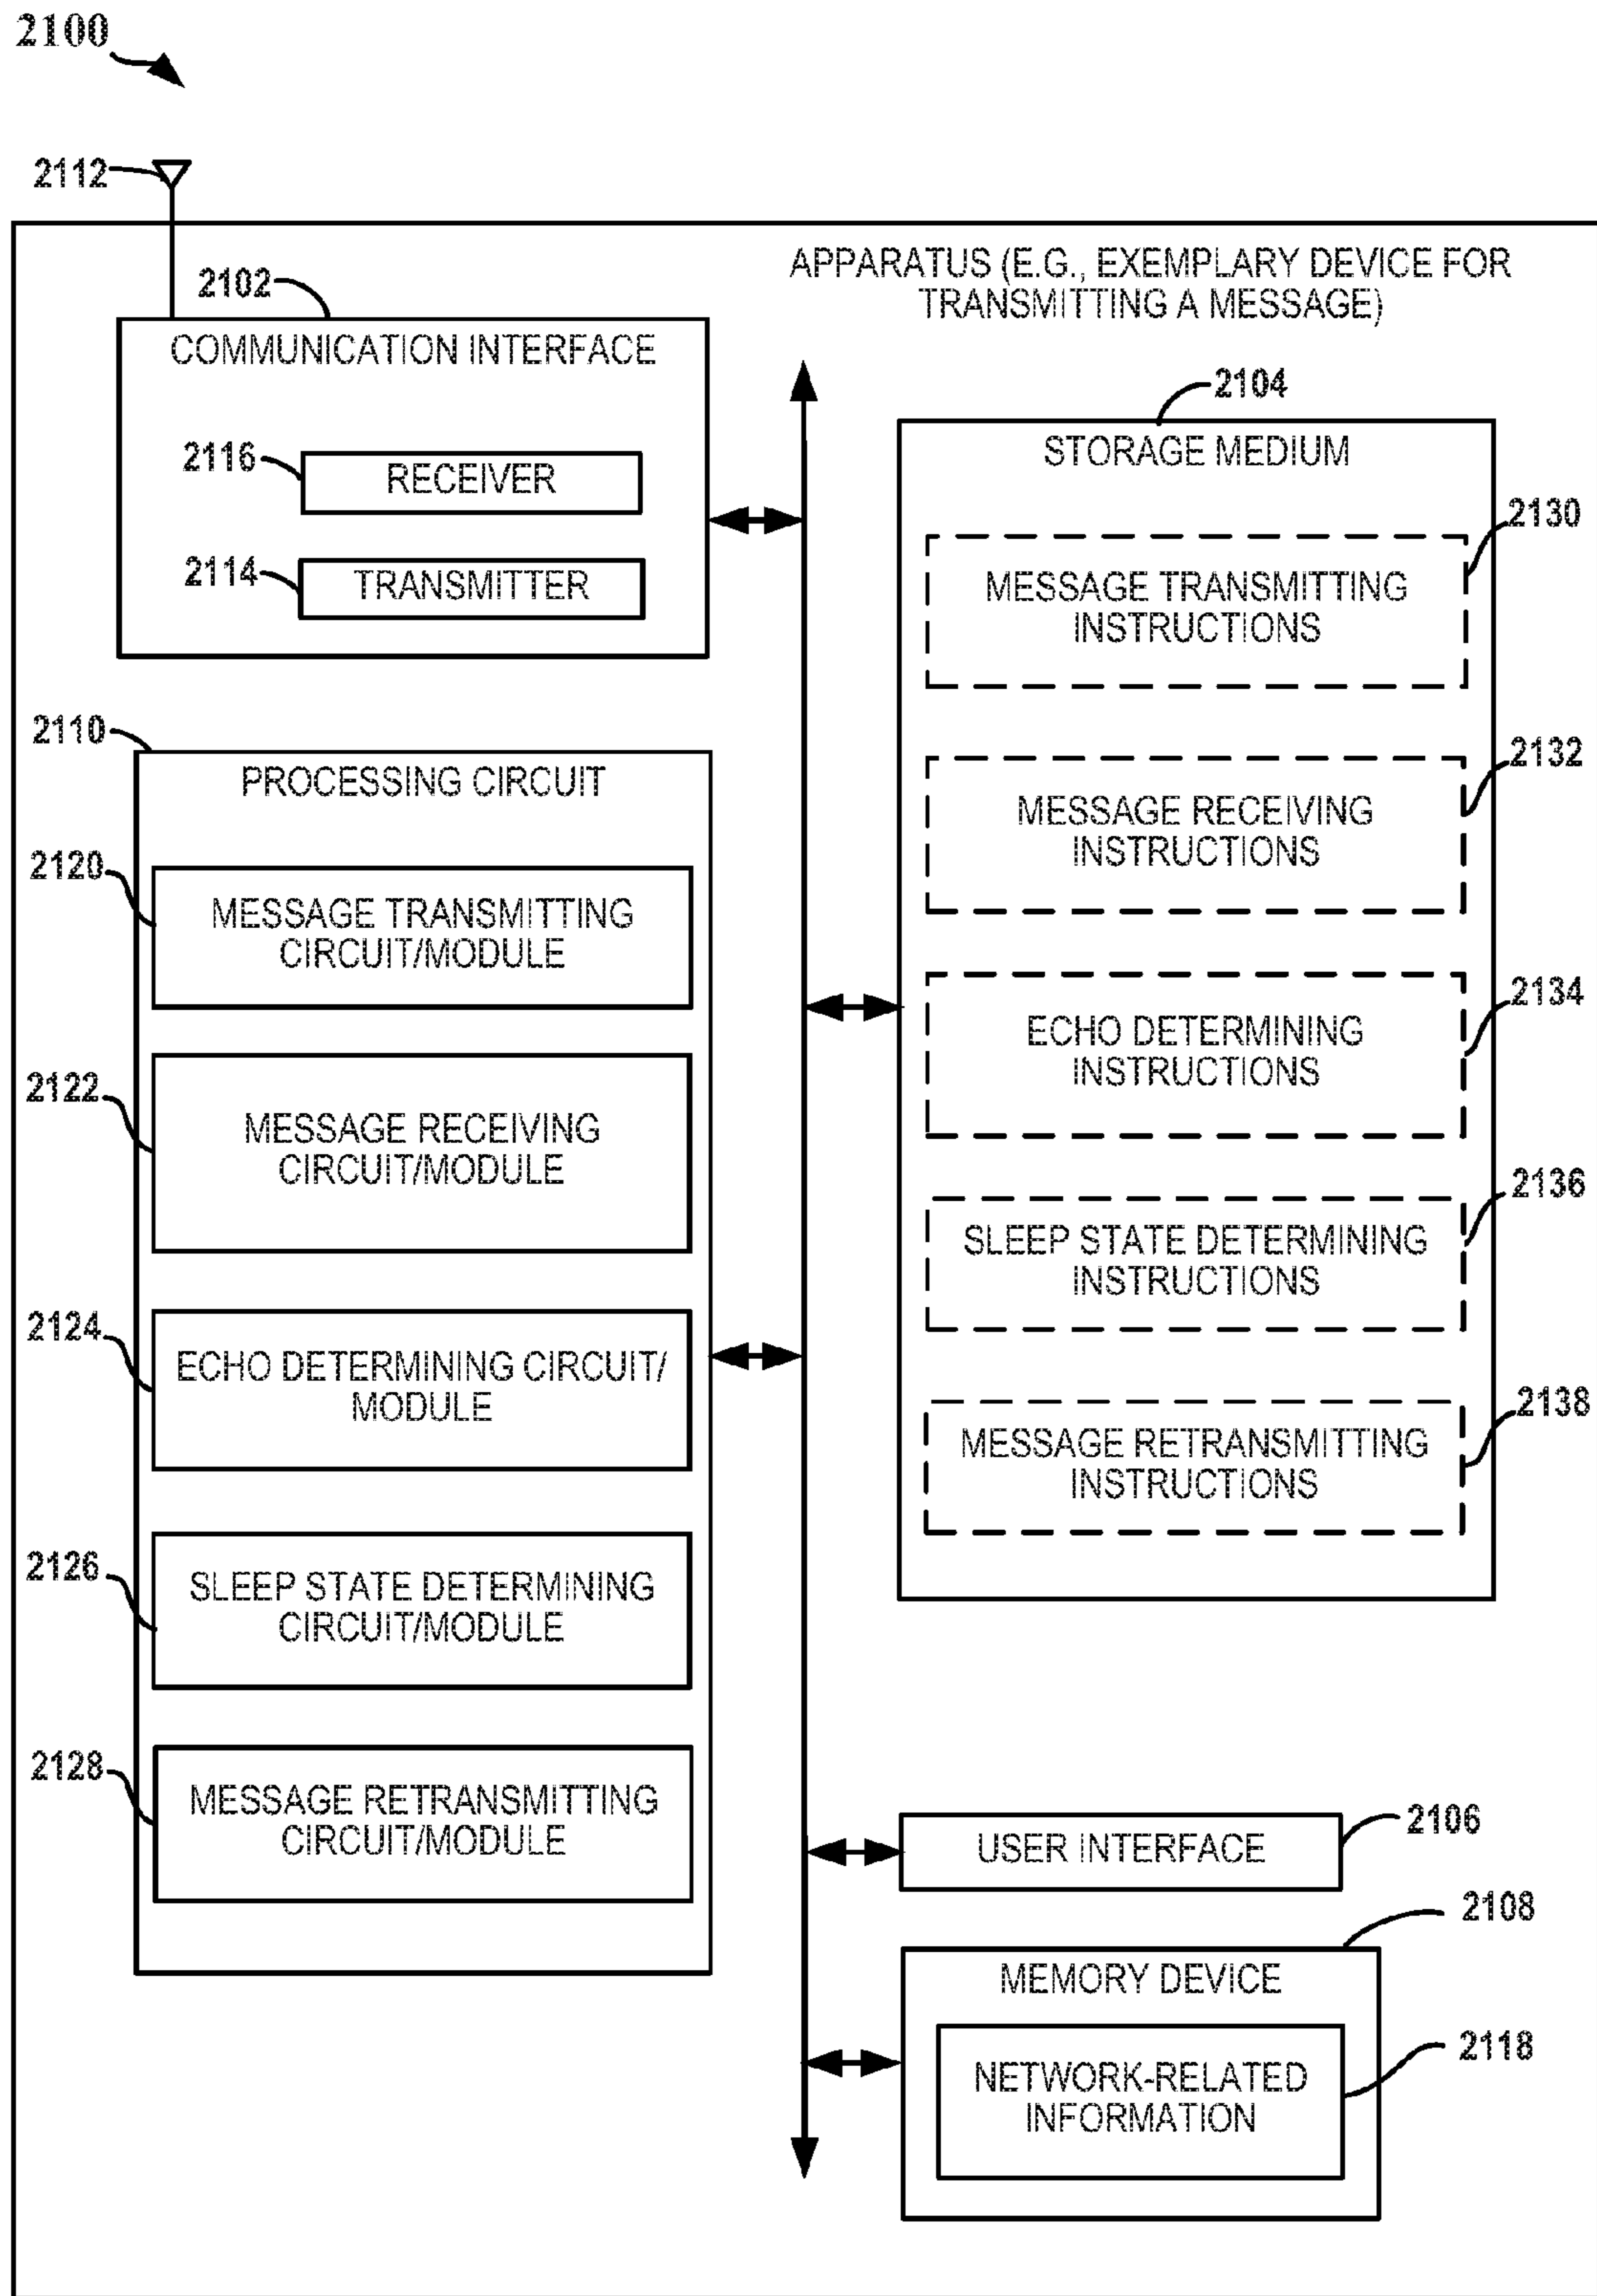 2100
2112
APPARATUS (E.G., EXEMPLARY DEVICE FOR
TRANSMITTING A MESSAGE)
2102
COMMUNICATION INTERFACE
2116
RECEIVER
2114
TRANSMITTER
2110
PROCESSING CIRCUIT
2120
MESSAGE TRANSMITTING
CIRCUIT/MODULE
2122
MESSAGE RECEIVING
CIRCUIT/MODULE
2124
ECHO DETERMINING CIRCUIT/
MODULE
2126
SLEEP STATE DETERMINING
CIRCUIT/MODULE
2128
MESSAGE RETRANSMITTING
CIRCUIT/MODULE
2104
STORAGE MEDIUM
2130
MESSAGE TRANSMITTING
INSTRUCTIONS
2132
MESSAGE RECEIVING
INSTRUCTIONS
2134
ECHO DETERMINING
INSTRUCTIONS
2136
SLEEP STATE DETERMINING
INSTRUCTIONS
2138
MESSAGE RETRANSMITTING
INSTRUCTIONS
2106
USER INTERFACE
2108
MEMORY DEVICE
2118
NETWORK-RELATED
INFORMATION